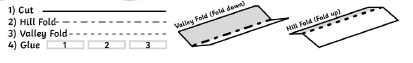 1) Cut
2) Hill Fold
3) Valley Fold
4) Glue 1 2 3
Valley Fold (Fold down)
Hill Fold (Fold up)